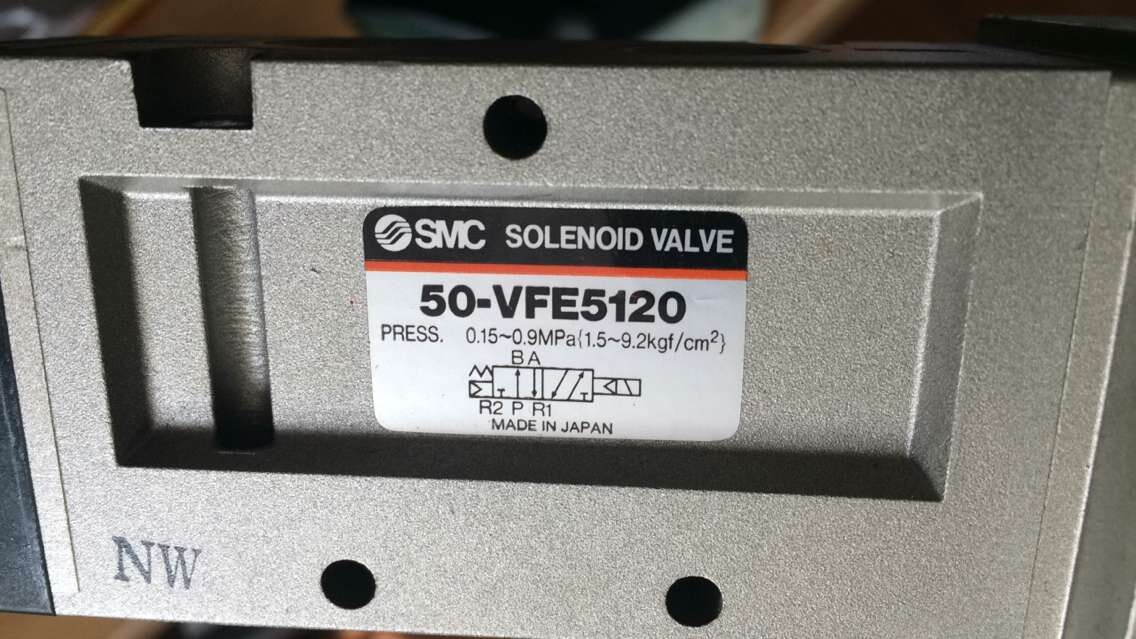 SMC SOLENOID VALVE
50-VFE5120
PRESS. 0.15~0.9MPa{1.5~9.2kgf/cm²}
B A
R2 P R1
MADE IN JAPAN
NW